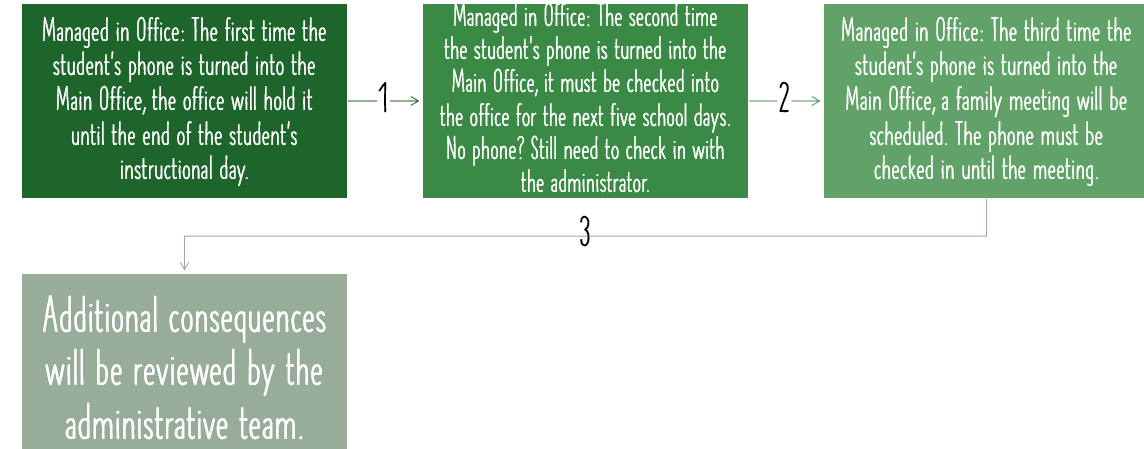 Managed in Office: The first time the
student's phone is turned into the
Main Office, the office will hold it
until the end of the student's
instructional day.
1
Managed in Office: The second time
the student's phone is turned into the
Main Office, it must be checked into
the office for the next five school days.
No phone? Still need to check in with
the administrator.
2
Managed in Office: The third time the
student's phone is turned into the
Main Office, a family meeting will be
scheduled. The phone must be
checked in until the meeting.
3
Additional consequences
will be reviewed by the
administrative team.